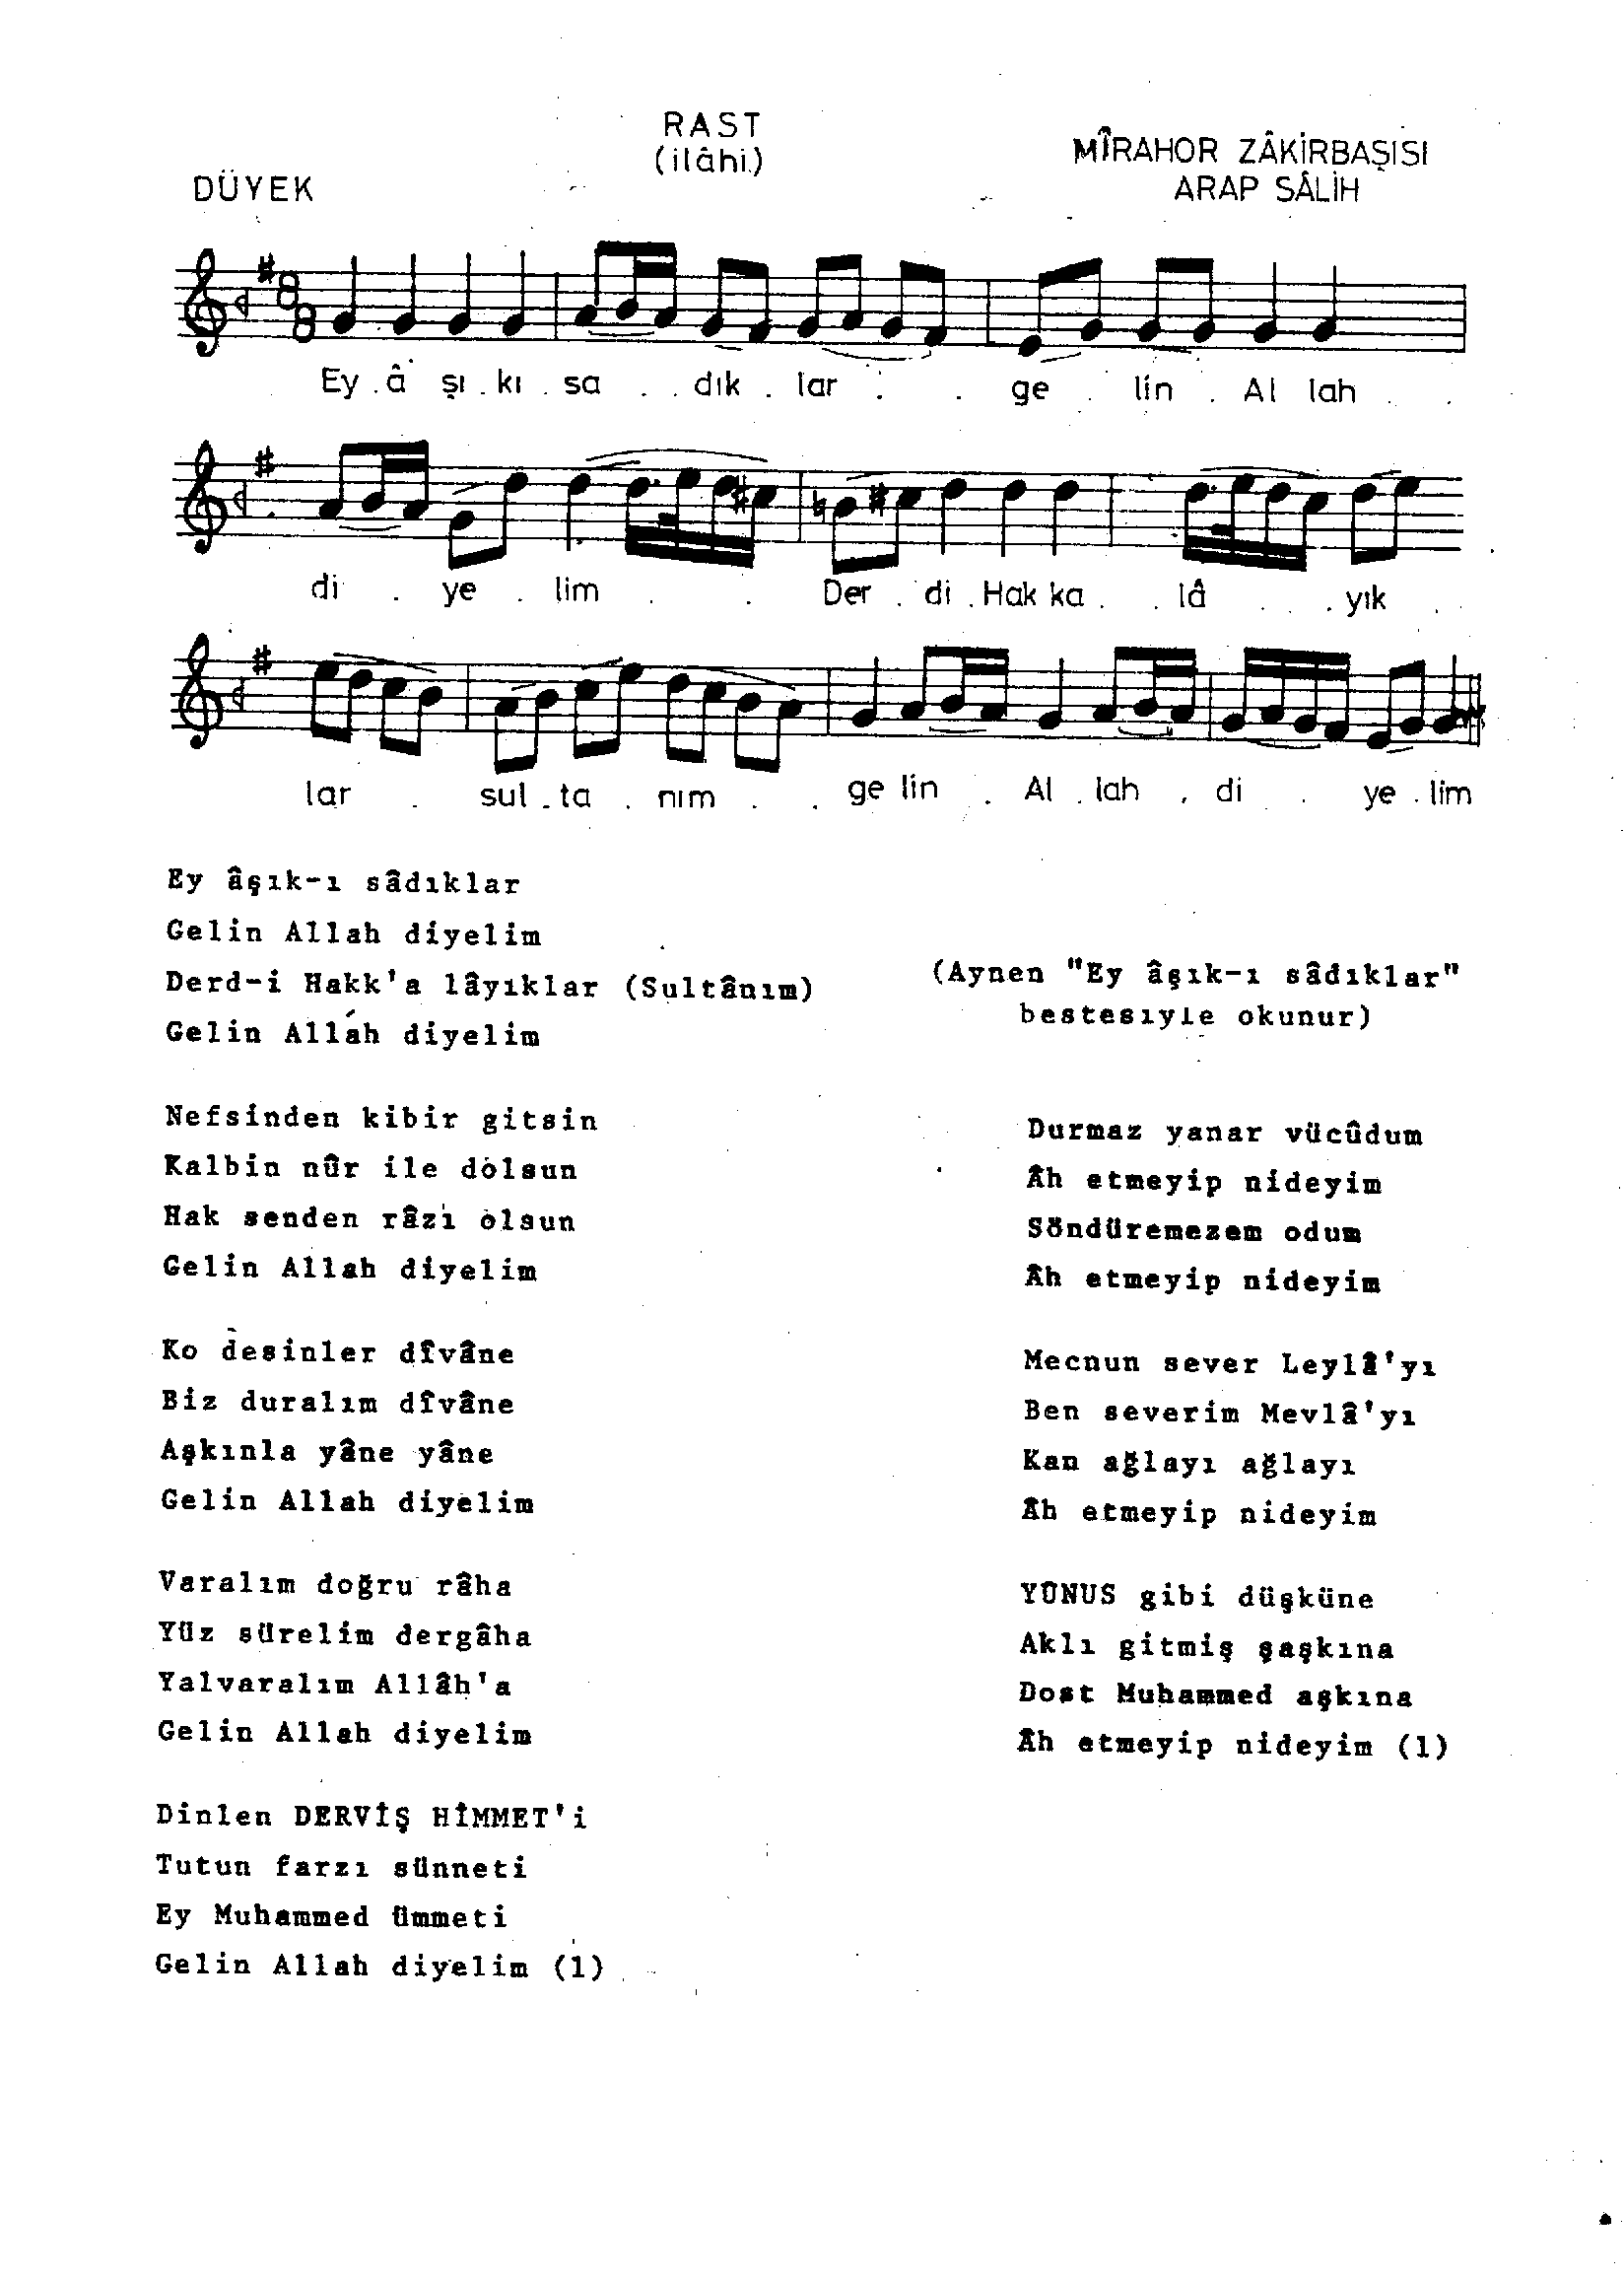 RAST
(ilâhi)
MÎRAHOR ZÂKİRBAŞISI
DÜYEK
ARAP SÂLİH
Ey . â şı . kı . sa . . dık . lar . . ge . lin . Al lah . .
di . ye . lim . . Der . di . Hak ka . . lâ . . . yık . .
lar . sul . ta . nım . . ge lin . Al . lah . di . . ye . lim
Ey âşık-ı sâdıklar
Gelin Allah diyelim
Derd-i Hakk'a lâyıklar (Sultânım)
Gelin Allah diyelim
Nefsinden kibir gitsin
Kalbin nûr ile dolsun
Hak senden râzı olsun
Gelin Allah diyelim
Ko desinler dîvâne
Biz duralım dîvâne
Aşkınla yâne yâne
Gelin Allah diyelim
Varalım doğru râha
Yüz sürelim dergâha
Yalvaralım Allâh'a
Gelin Allah diyelim
Dinlen DERVİŞ HİMMET'i
Tutun farzı sünneti
Ey Muhammed ümmeti
Gelin Allah diyelim (1)
(Aynen "Ey âşık-ı sâdıklar"
bestesıyle okunur)
Durmaz yanar vücûdum
Âh etmeyip nideyim
Söndüremezem odum
Âh etmeyip nideyim
Mecnun sever Leylâ'yı
Ben severim Mevlâ'yı
Kan ağlayı ağlayı
Âh etmeyip nideyim
YÛNUS gibi düşküne
Aklı gitmiş şaşkına
Dost Muhammed aşkına
Âh etmeyip nideyim (1)